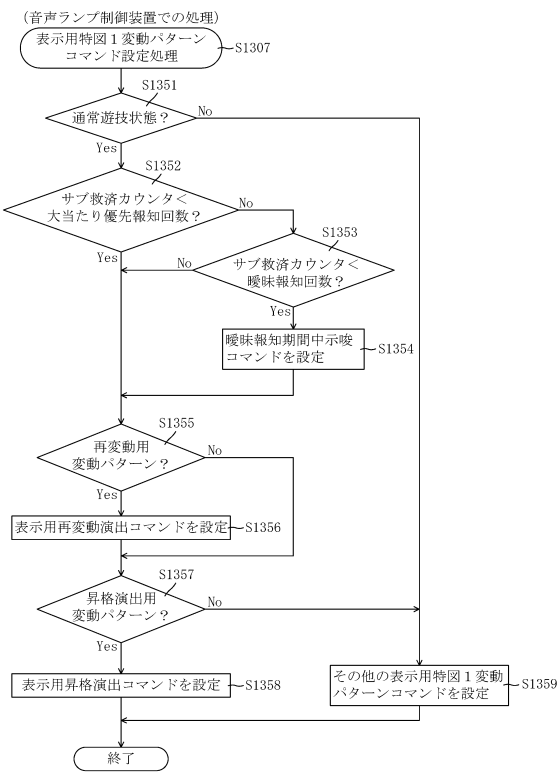 (音声ランプ制御装置での処理)
表示用特図1変動パターン
コマンド設定処理
S1307
S1351
通常遊技状態?
No
Yes
S1352
サブ救済カウンタ<
大当たり優先報知回数?
No
Yes
S1353
サブ救済カウンタ<
曖昧報知回数?
No
Yes
曖昧報知期間中示唆
コマンドを設定
S1354
S1355
再変動用
変動パターン?
No
Yes
表示用再変動演出コマンドを設定
S1356
S1357
昇格演出用
変動パターン?
No
Yes
表示用昇格演出コマンドを設定
S1358
その他の表示用特図1変動
パターンコマンドを設定
S1359
終了